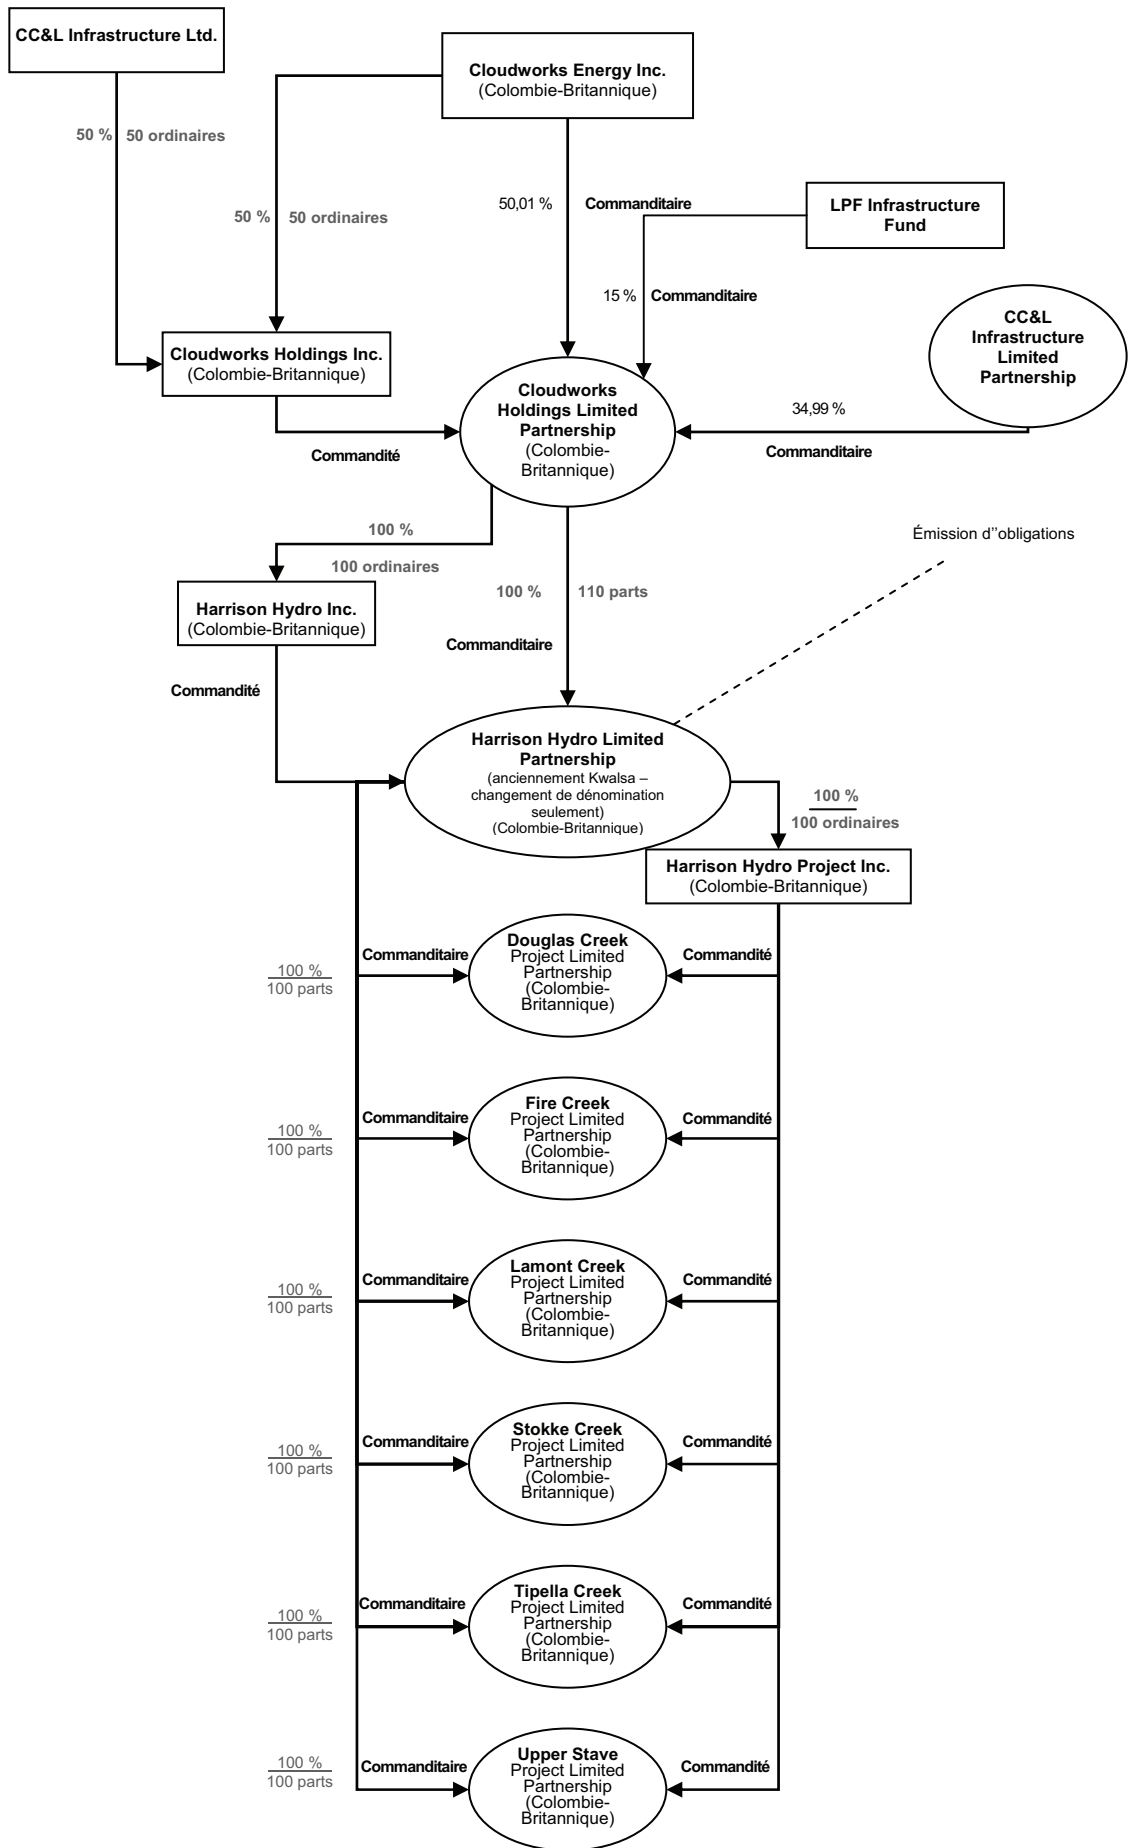 CC&L Infrastructure Ltd.
Cloudworks Energy Inc.
(Colombie-Britannique)
50 %
50 ordinaires
50 %
50 ordinaires
50,01 %
Commanditaire
LPF Infrastructure
Fund
15 %
Commanditaire
CC&L
Infrastructure
Limited
Partnership
Cloudworks Holdings Inc.
(Colombie-Britannique)
Cloudworks
Holdings Limited
Partnership
(Colombie-
Britannique)
34,99 %
Commanditaire
Commandité
100 %
100 ordinaires
Émission d''obligations
Harrison Hydro Inc.
(Colombie-Britannique)
100 %
110 parts
Commanditaire
Commandité
Harrison Hydro Limited
Partnership
(anciennement Kwalsa –
changement de dénomination
seulement)
(Colombie-Britannique)
100 %
100 ordinaires
Harrison Hydro Project Inc.
(Colombie-Britannique)
100 %
100 parts
Commanditaire
Douglas Creek
Project Limited
Partnership
(Colombie-
Britannique)
Commandité
100 %
100 parts
Commanditaire
Fire Creek
Project Limited
Partnership
(Colombie-
Britannique)
Commandité
100 %
100 parts
Commanditaire
Lamont Creek
Project Limited
Partnership
(Colombie-
Britannique)
Commandité
100 %
100 parts
Commanditaire
Stokke Creek
Project Limited
Partnership
(Colombie-
Britannique)
Commandité
100 %
100 parts
Commanditaire
Tipella Creek
Project Limited
Partnership
(Colombie-
Britannique)
Commandité
100 %
100 parts
Commanditaire
Upper Stave
Project Limited
Partnership
(Colombie-
Britannique)
Commandité